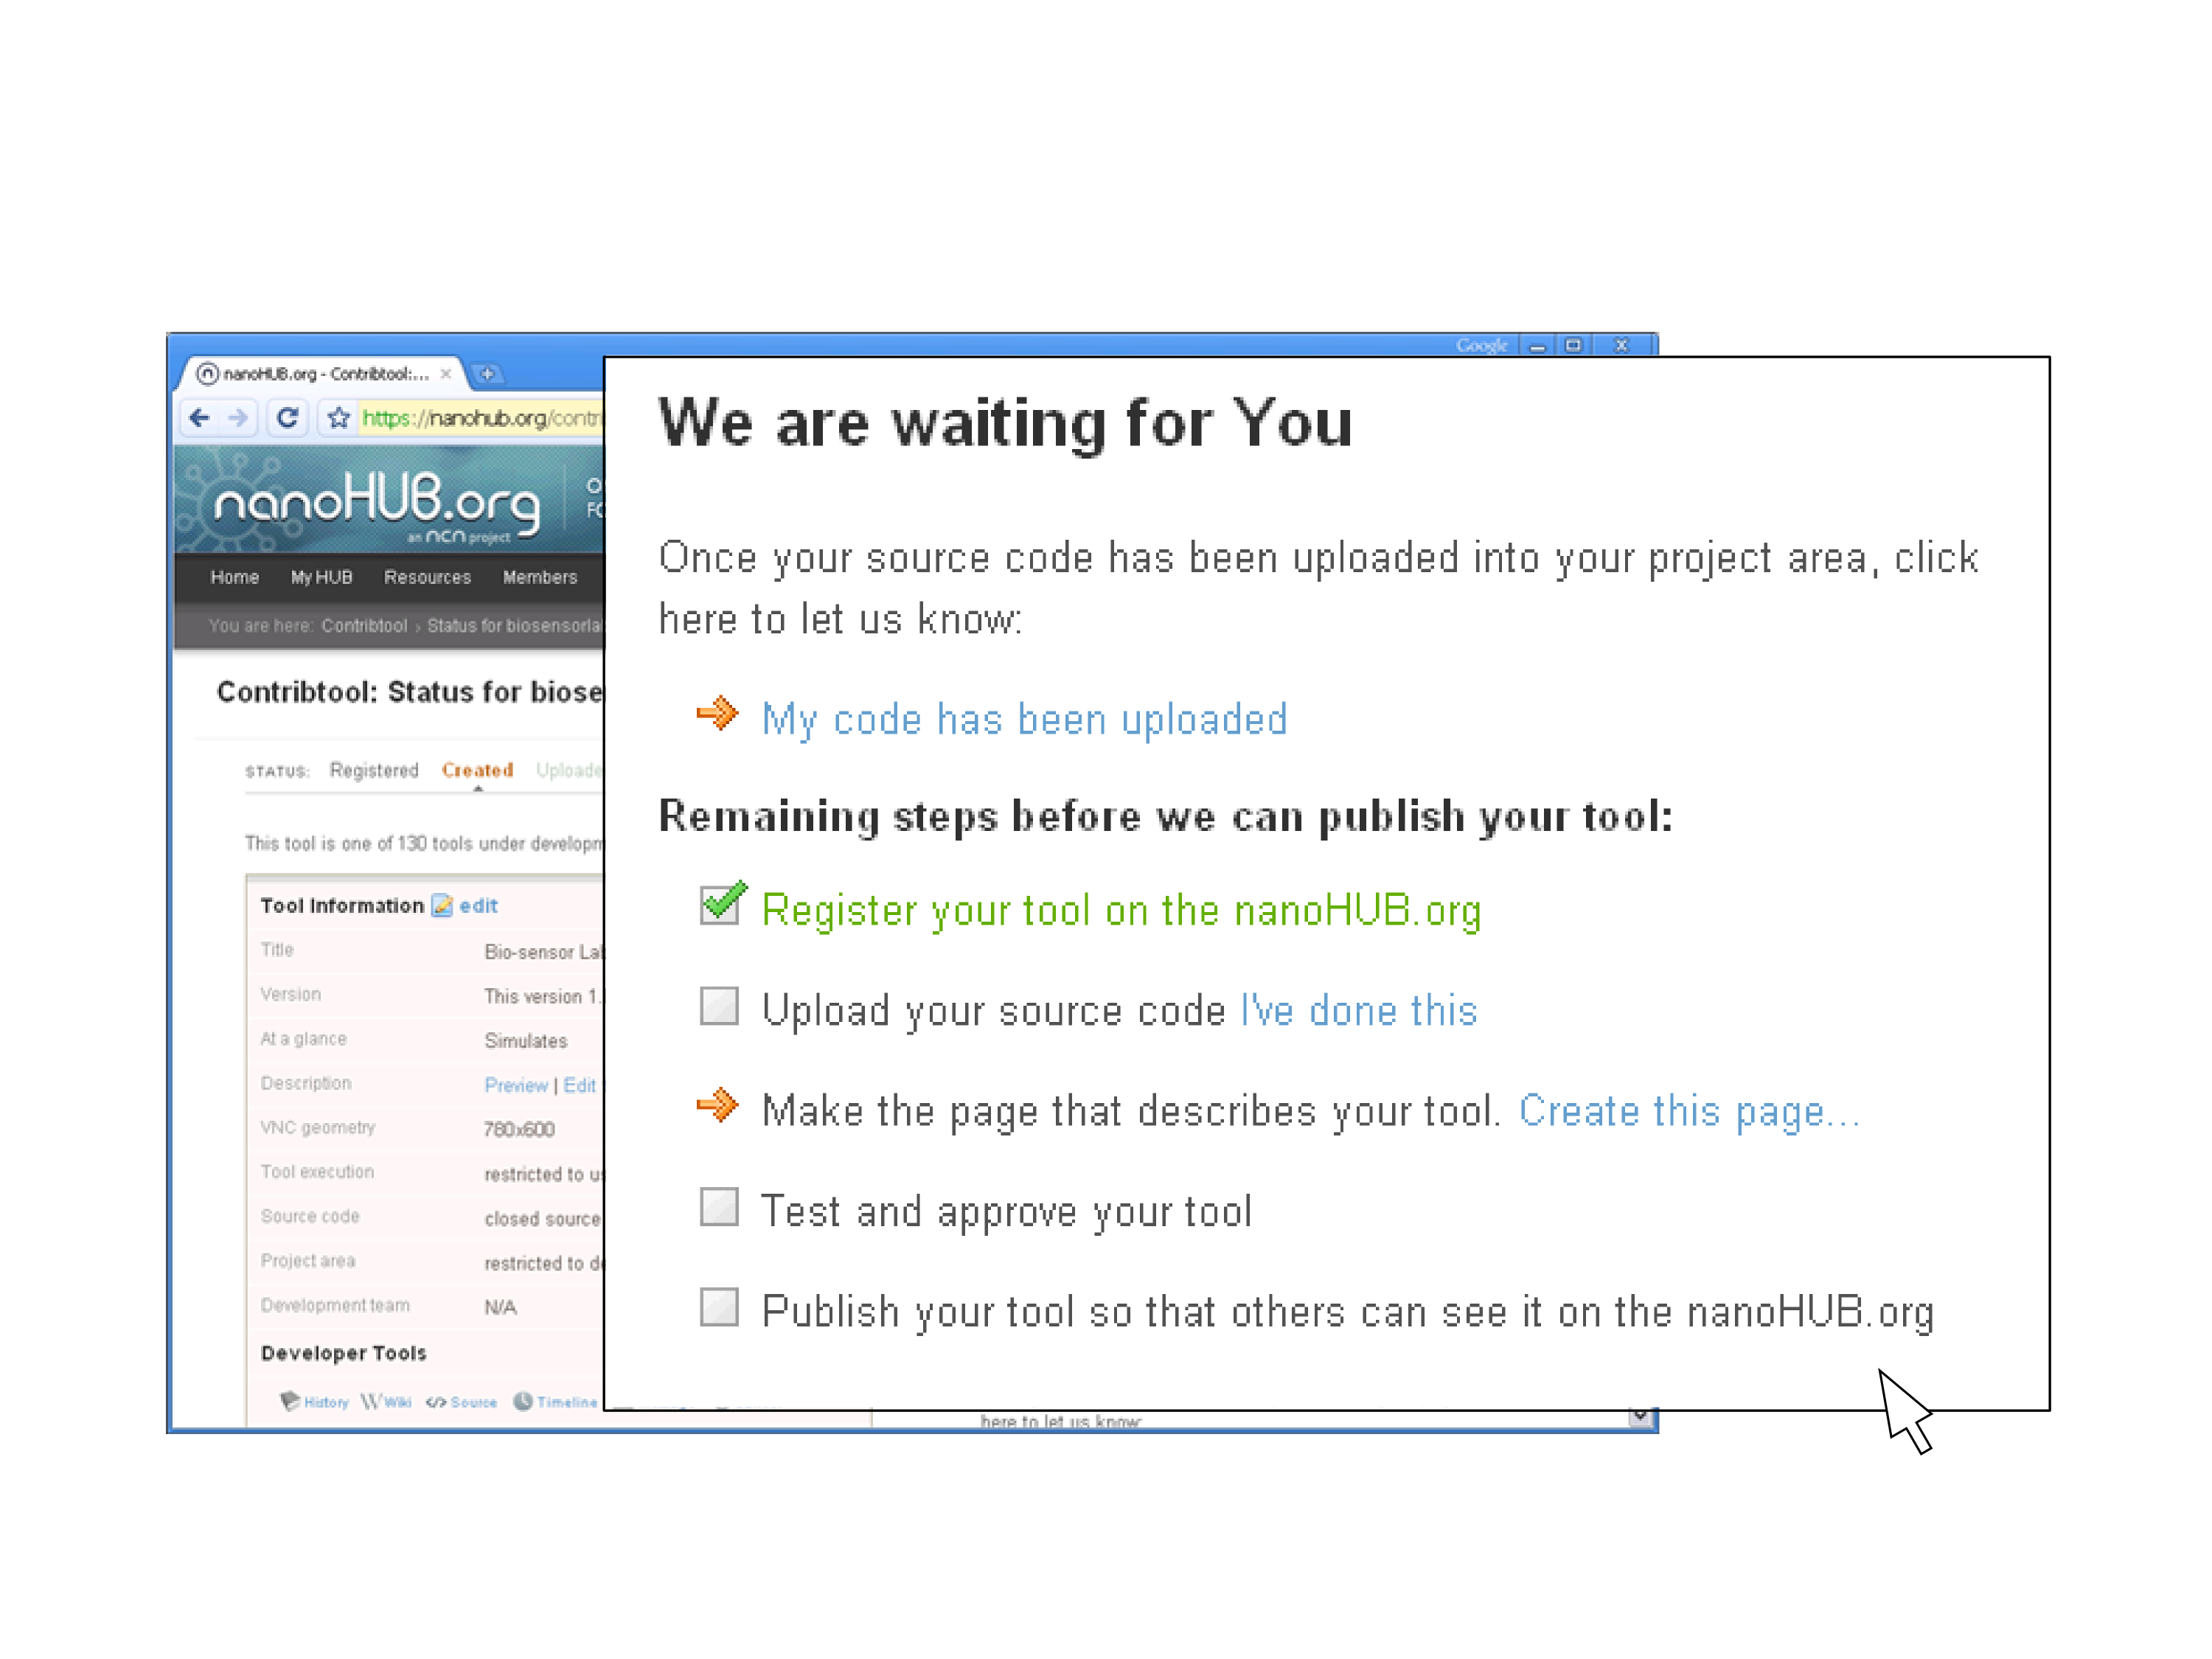 Google
nanoHUB.org - Contribtool:...
https://nanohub.org/contri
nanoHUB.org
an ncn project
Home My HUB Resources Members
You are here: Contribtool › Status for biosensorla
Contribtool: Status for biose
STATUS: Registered Created Uploade
This tool is one of 130 tools under developm
Tool Information edit
Title Bio-sensor Lab
Version This version 1.
At a glance Simulates
Description Preview | Edit
VNC geometry 780x600
Tool execution restricted to us
Source code closed source
Project area restricted to de
Development team N/A
Developer Tools
History Wiki Source Timeline
We are waiting for You
Once your source code has been uploaded into your project area, click
here to let us know:
My code has been uploaded
Remaining steps before we can publish your tool:
Register your tool on the nanoHUB.org
Upload your source code I've done this
Make the page that describes your tool. Create this page...
Test and approve your tool
Publish your tool so that others can see it on the nanoHUB.org
here to let us know: